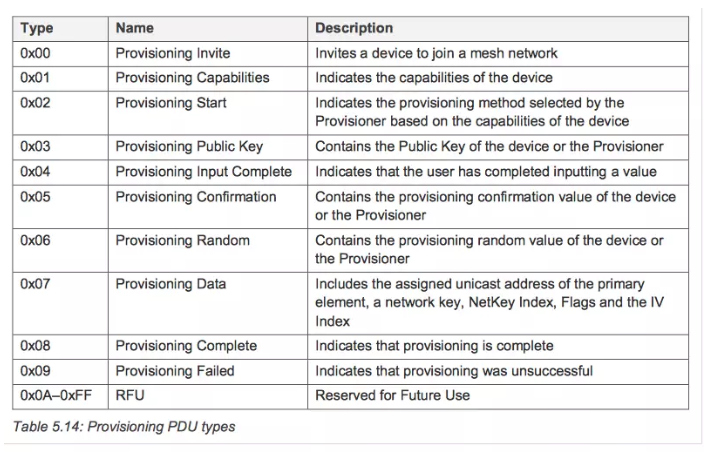 Type Name Description
0x00 Provisioning Invite Invites a device to join a mesh network
0x01 Provisioning Capabilities Indicates the capabilities of the device
0x02 Provisioning Start Indicates the provisioning method selected by the
Provisioner based on the capabilities of the device
0x03 Provisioning Public Key Contains the Public Key of the device or the Provisioner
0x04 Provisioning Input Complete Indicates that the user has completed inputting a value
0x05 Provisioning Confirmation Contains the provisioning confirmation value of the device
or the Provisioner
0x06 Provisioning Random Contains the provisioning random value of the device or
the Provisioner
0x07 Provisioning Data Includes the assigned unicast address of the primary
element, a network key, NetKey Index, Flags and the IV
Index
0x08 Provisioning Complete Indicates that provisioning is complete
0x09 Provisioning Failed Indicates that provisioning was unsuccessful
0x0A–0xFF RFU Reserved for Future Use
Table 5.14: Provisioning PDU types